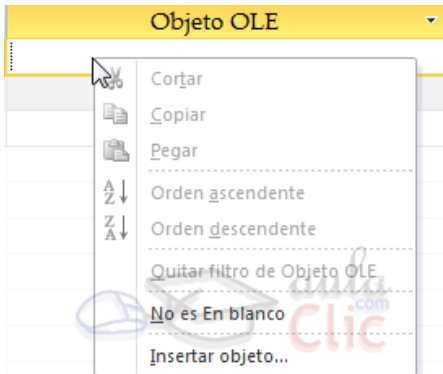 Objeto OLE
Cortar
Copiar
Pegar
Orden ascendente
Orden descendente
Quitar filtro de Objeto OLE
No es En blanco
Insertar objeto...
aula
.com
Clic